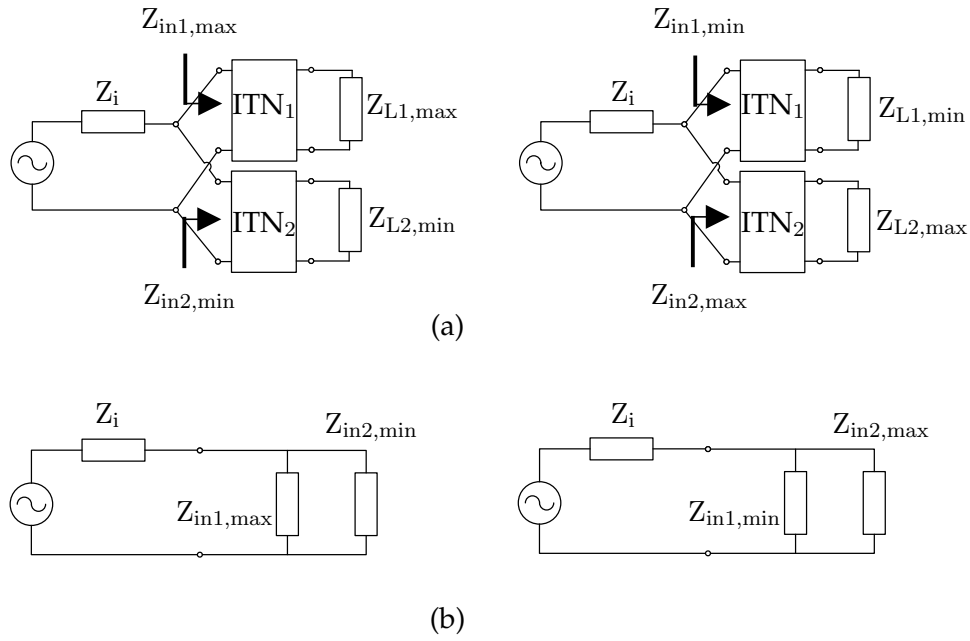 Z_in1,max
Z_i
ITN_1
Z_L1,max
ITN_2
Z_L2,min
Z_in2,min
Z_in1,min
Z_i
ITN_1
Z_L1,min
ITN_2
Z_L2,max
Z_in2,max
(a)
Z_i
Z_in2,min
Z_in1,max
Z_i
Z_in2,max
Z_in1,min
(b)